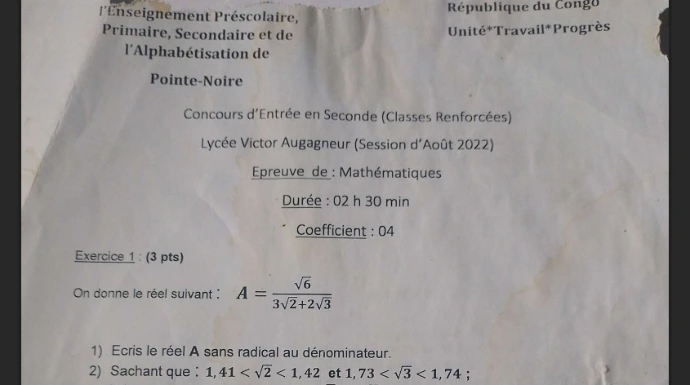 l'Enseignement Préscolaire,
Primaire, Secondaire et de
l'Alphabétisation de
Pointe-Noire
République du Congo
Unité*Travail*Progrès
Concours d'Entrée en Seconde (Classes Renforcées)
Lycée Victor Augagneur (Session d'Août 2022)
Epreuve de : Mathématiques
Durée : 02 h 30 min
Coefficient : 04
Exercice 1 : (3 pts)
On donne le réel suivant : A = √6 / (3√2+2√3)
1) Ecris le réel A sans radical au dénominateur.
2) Sachant que : 1,41 < √2 < 1,42 et 1,73 < √3 < 1,74 ;